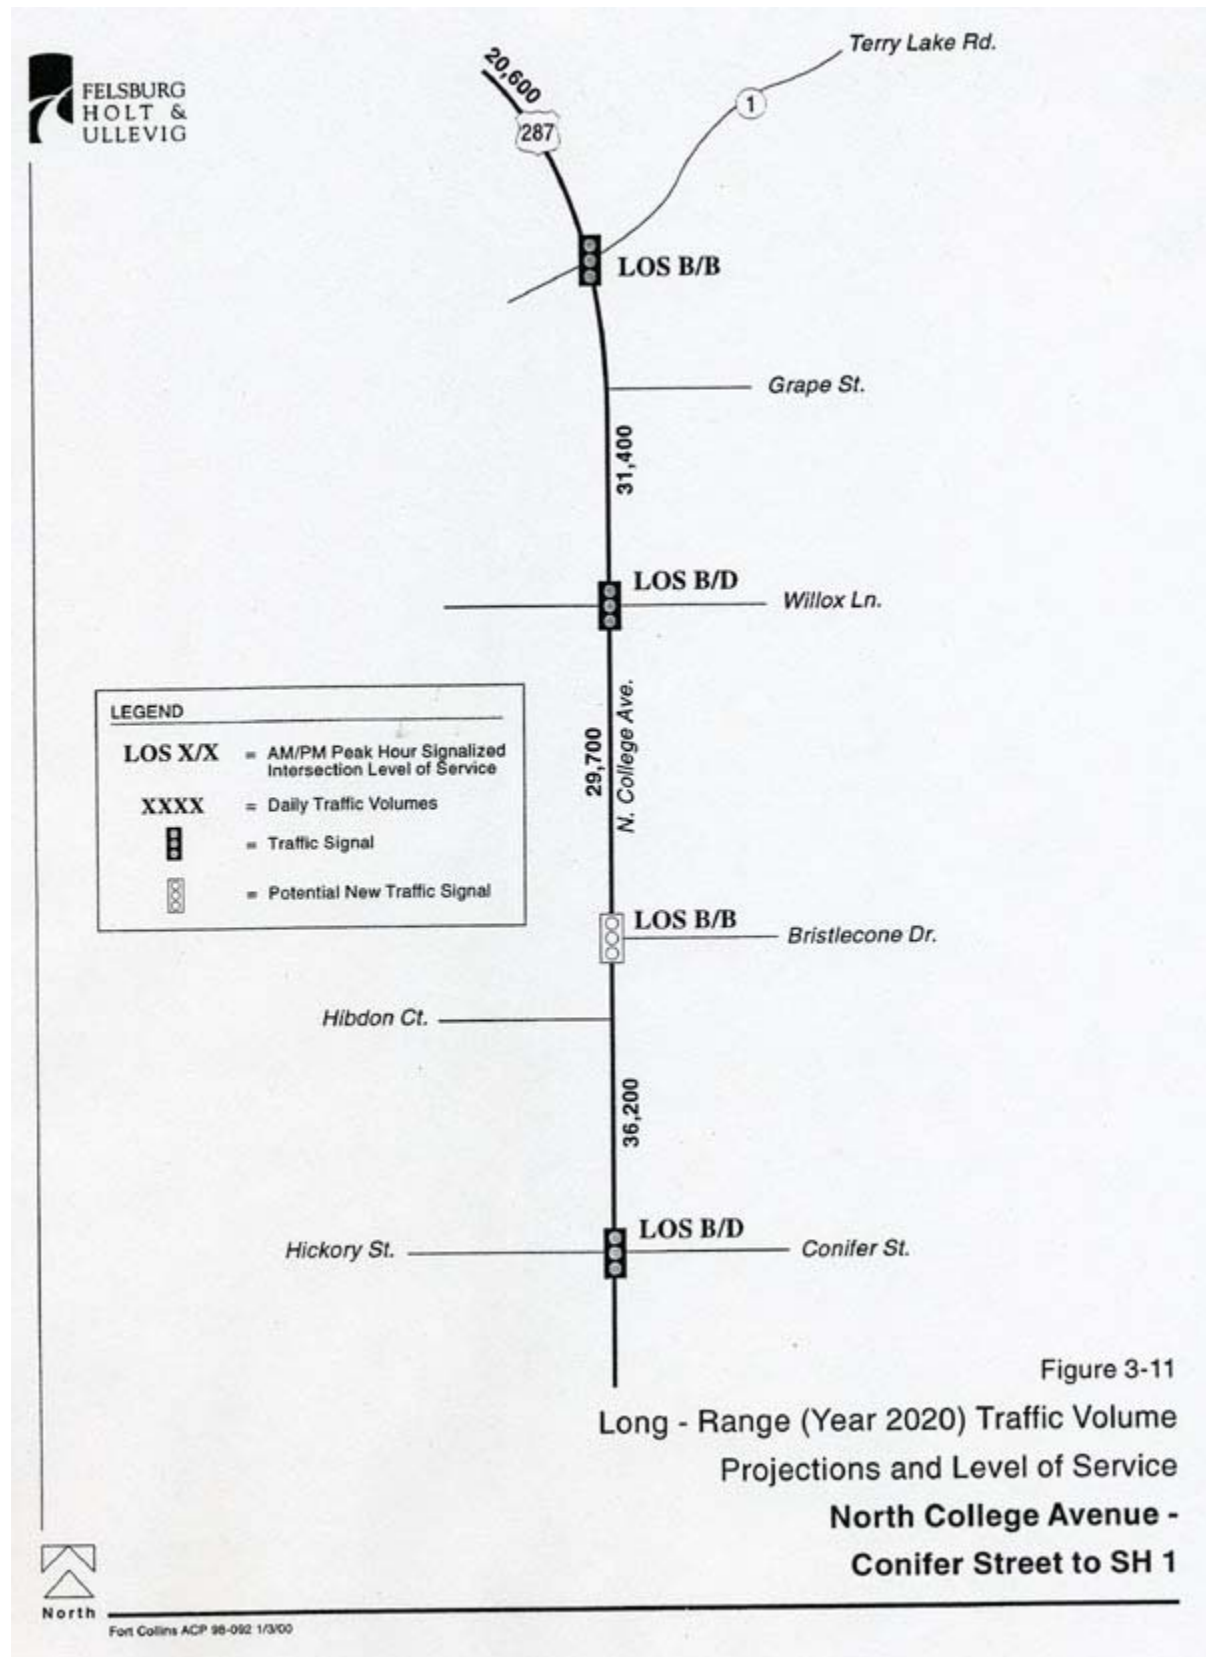 FELSBURG
HOLT &
ULLEVIG
Terry Lake Rd.
20,600
1
287
LOS B/B
Grape St.
31,400
LOS B/D
Willox Ln.
29,700
N. College Ave.
LEGEND
LOS X/X = AM/PM Peak Hour Signalized
Intersection Level of Service
XXXX = Daily Traffic Volumes
= Traffic Signal
= Potential New Traffic Signal
LOS B/B
Bristlecone Dr.
Hibdon Ct.
36,200
LOS B/D
Hickory St.
Conifer St.
Figure 3-11
Long - Range (Year 2020) Traffic Volume
Projections and Level of Service
North College Avenue -
Conifer Street to SH 1
North
Fort Collins ACP 98-092 1/3/00